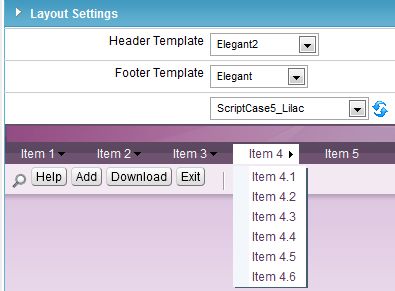 Layout Settings
Header Template Elegant2
Footer Template Elegant
ScriptCase5_Lilac
Item 1 Item 2 Item 3 Item 4 Item 5
Help Add Download Exit
Item 4.1
Item 4.2
Item 4.3
Item 4.4
Item 4.5
Item 4.6